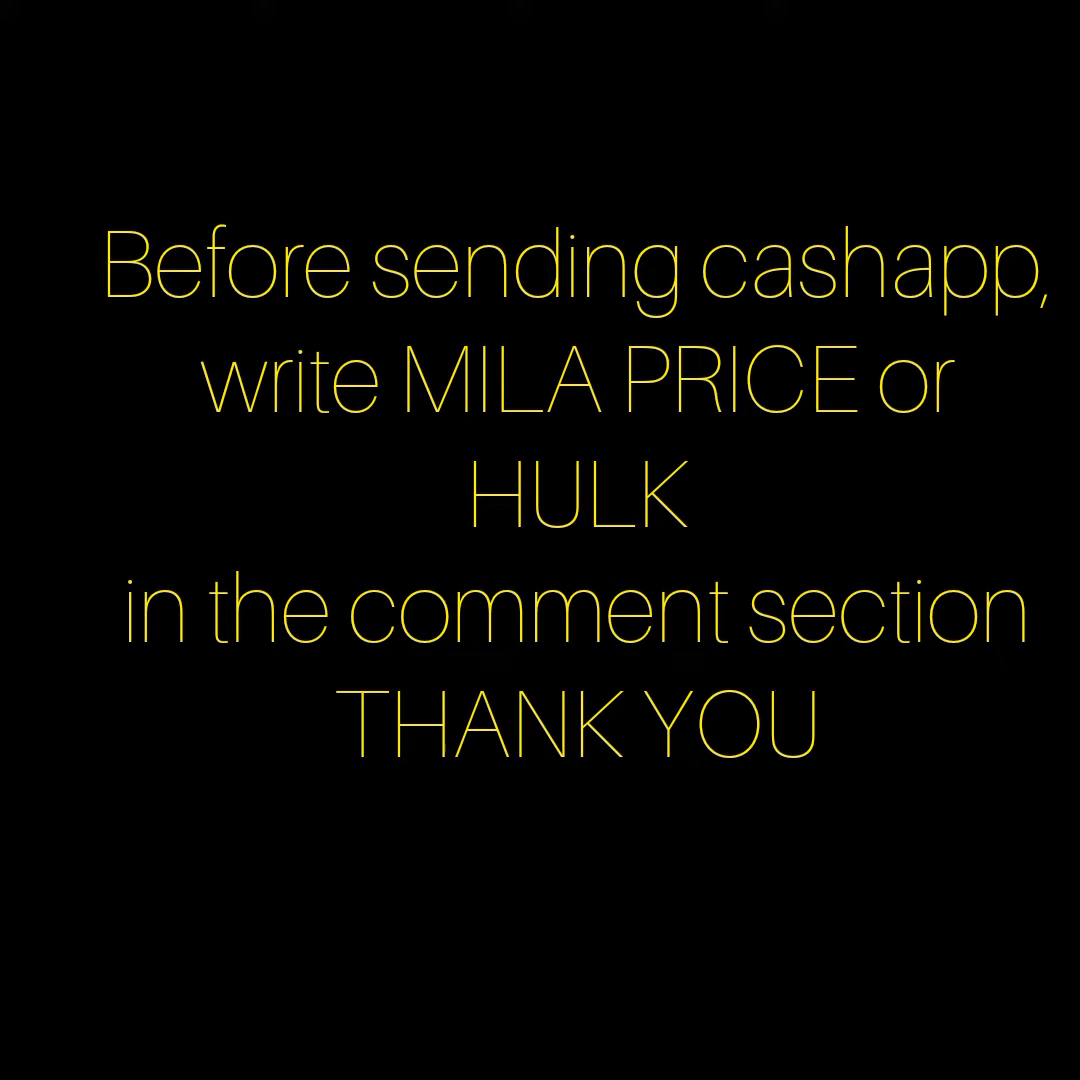 Before sending cashapp,
write MILA PRICE or
HULK
in the comment section
THANK YOU